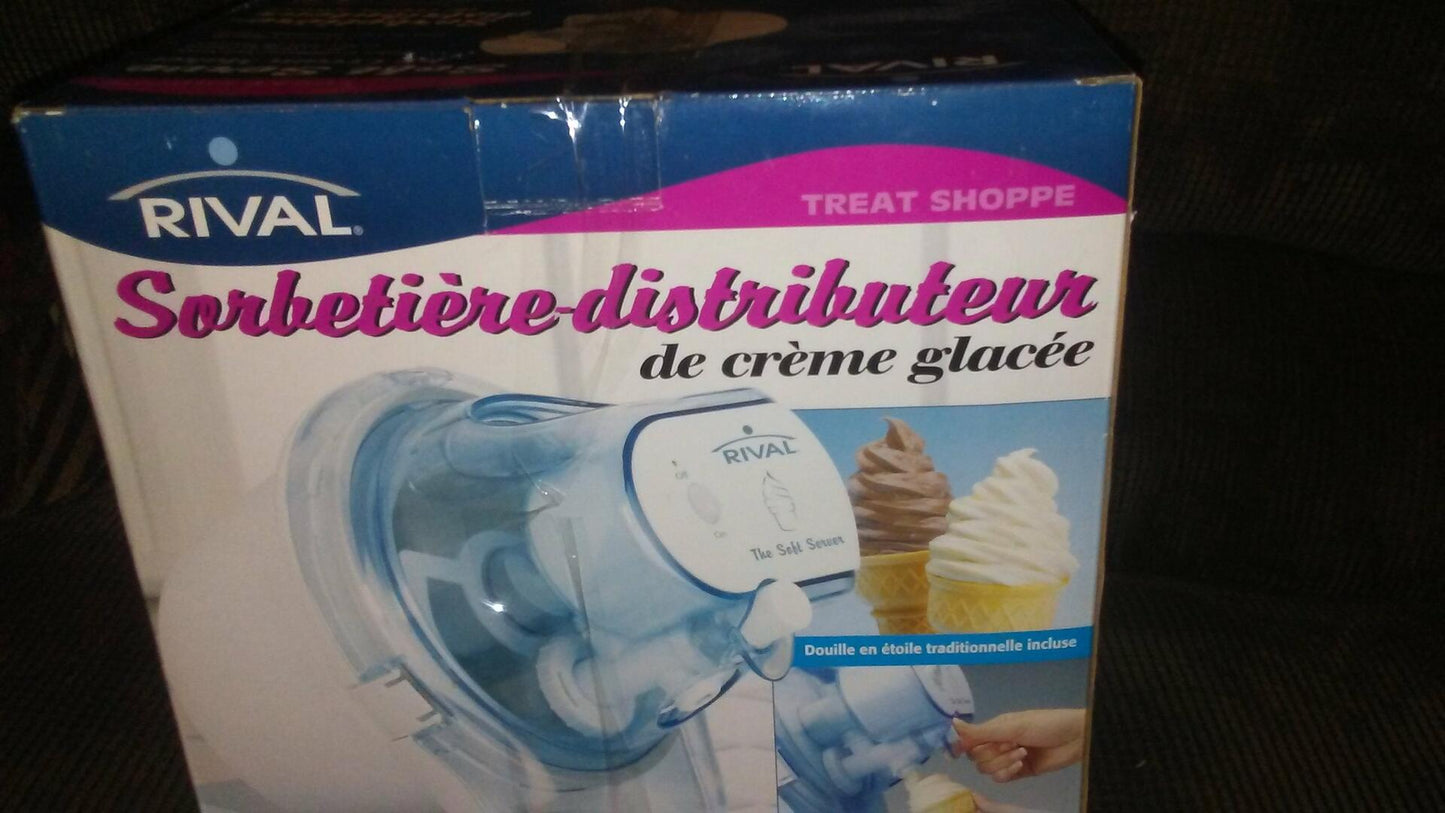 RIVAL
RIVAL
TREAT SHOPPE
Sorbetière-distributeur
de crème glacée
RIVAL
Off
On
The Soft Server
Douille en étoile traditionnelle incluse